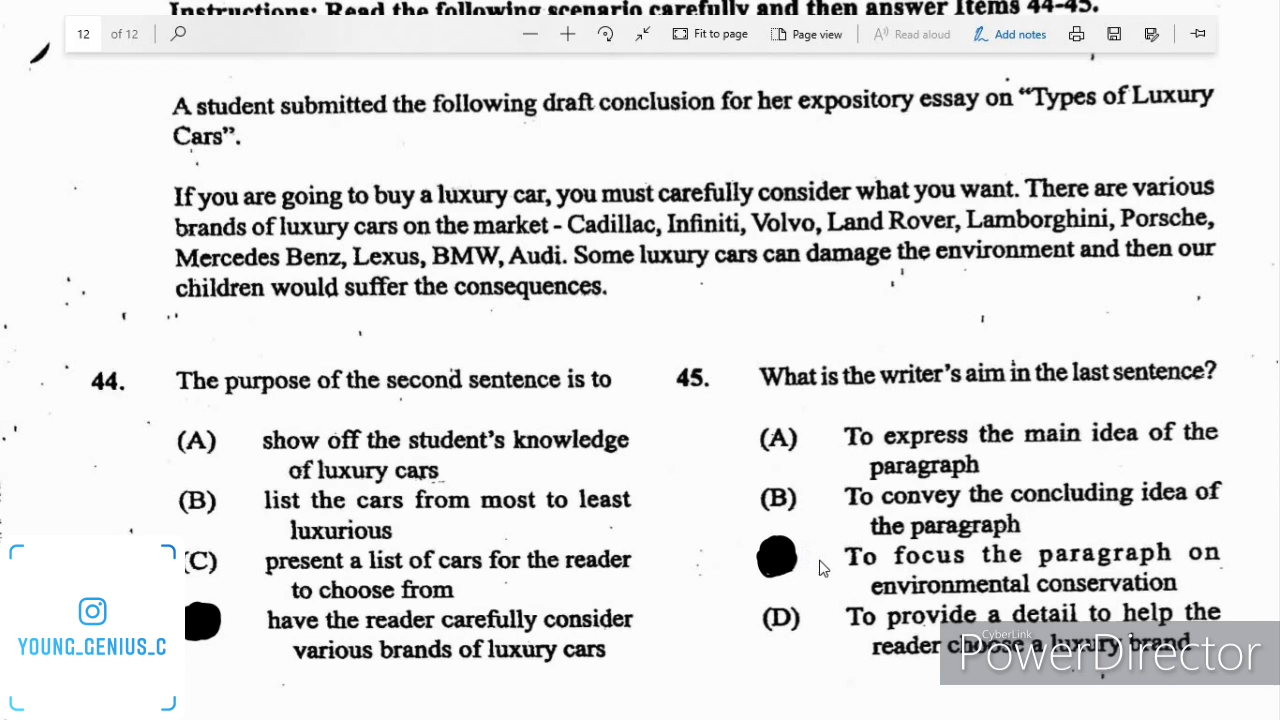 Instructions: Read the following scenario carefully and then answer Items 44-45.
12 of 12
Fit to page
Page view
Read aloud
Add notes
A student submitted the following draft conclusion for her expository essay on “Types of Luxury
Cars”.
If you are going to buy a luxury car, you must carefully consider what you want. There are various
brands of luxury cars on the market - Cadillac, Infiniti, Volvo, Land Rover, Lamborghini, Porsche,
Mercedes Benz, Lexus, BMW, Audi. Some luxury cars can damage the environment and then our
children would suffer the consequences.
44. The purpose of the second sentence is to
(A) show off the student’s knowledge
of luxury cars
(B) list the cars from most to least
luxurious
(C) present a list of cars for the reader
to choose from
have the reader carefully consider
various brands of luxury cars
45. What is the writer’s aim in the last sentence?
(A) To express the main idea of the
paragraph
(B) To convey the concluding idea of
the paragraph
To focus the paragraph on
environmental conservation
(D) To provide a detail to help the
reader choose a luxury brand
YOUNG_GENIUS_C
CyberLink
PowerDirector